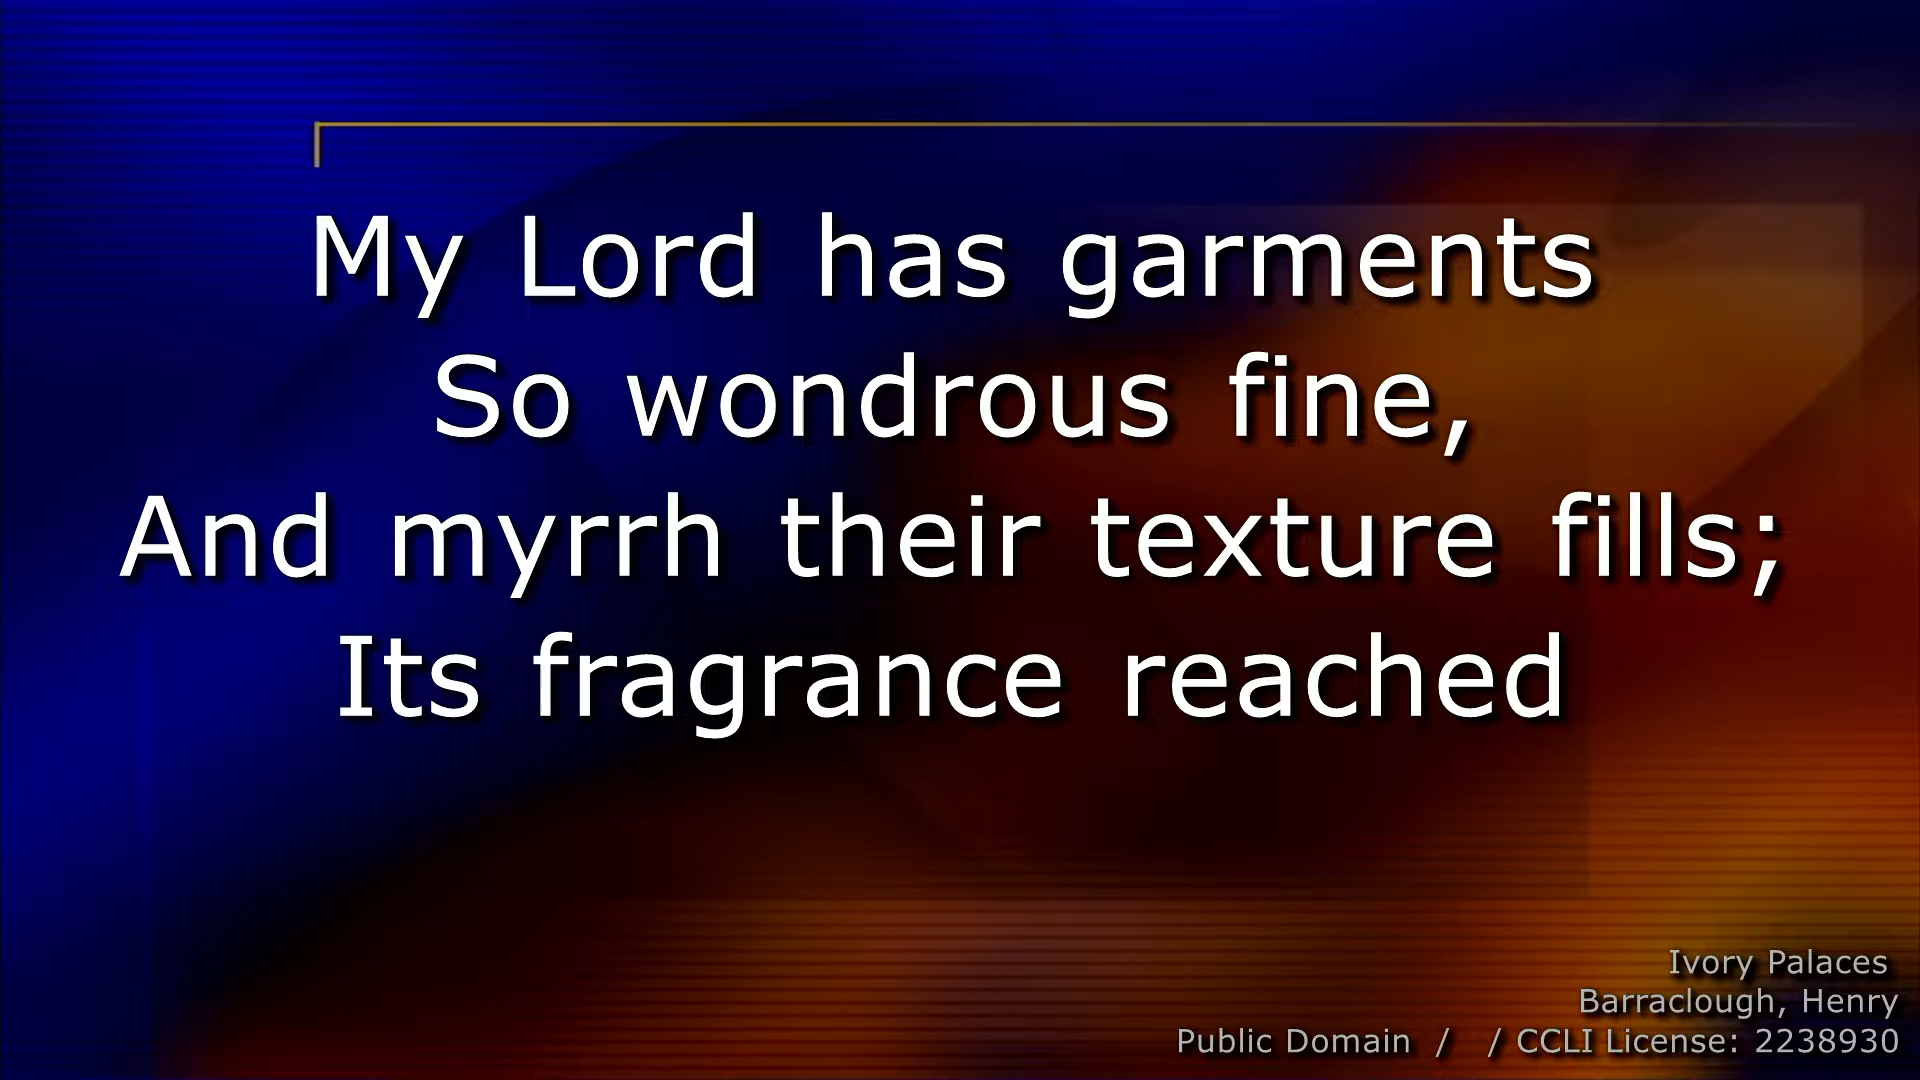 My Lord has garments
So wondrous fine,
And myrrh their texture fills;
Its fragrance reached
Ivory Palaces
Barraclough, Henry
Public Domain / / CCLI License: 2238930